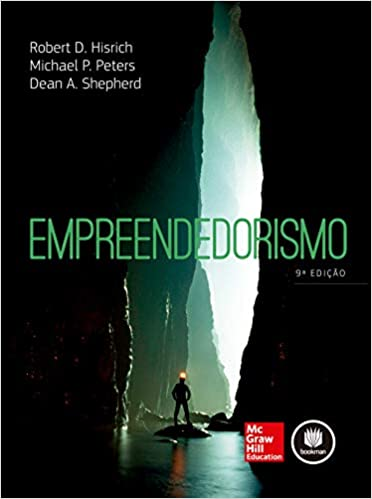 Robert D. Hisrich
Michael P. Peters
Dean A. Shepherd
EMPREENDEDORISMO
9ª EDIÇÃO
Mc
Graw
Hill
Education
bookman